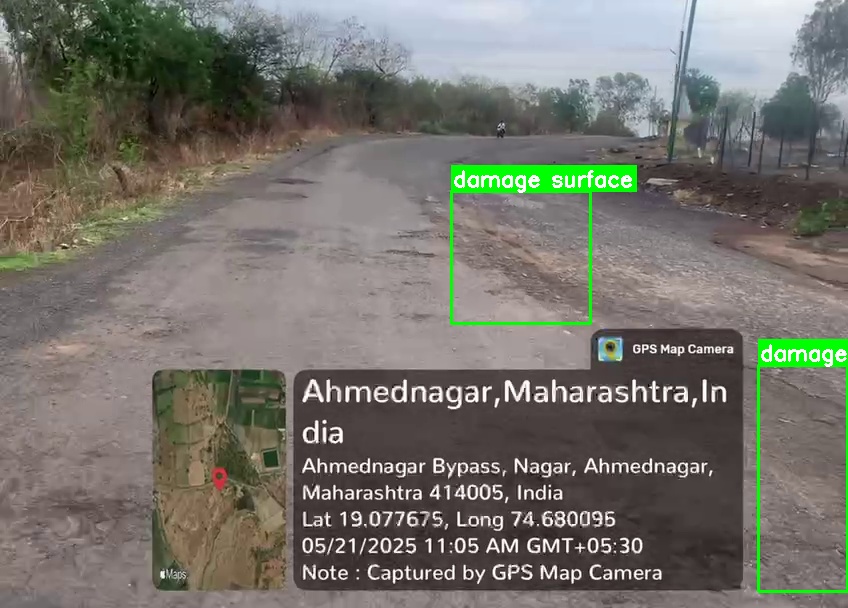 damage surface
GPS Map Camera
damage
Ahmednagar,Maharashtra,In
dia
Ahmednagar Bypass, Nagar, Ahmednagar,
Maharashtra 414005, India
Lat 19.077675, Long 74.680095
05/21/2025 11:05 AM GMT+05:30
Note : Captured by GPS Map Camera
Maps